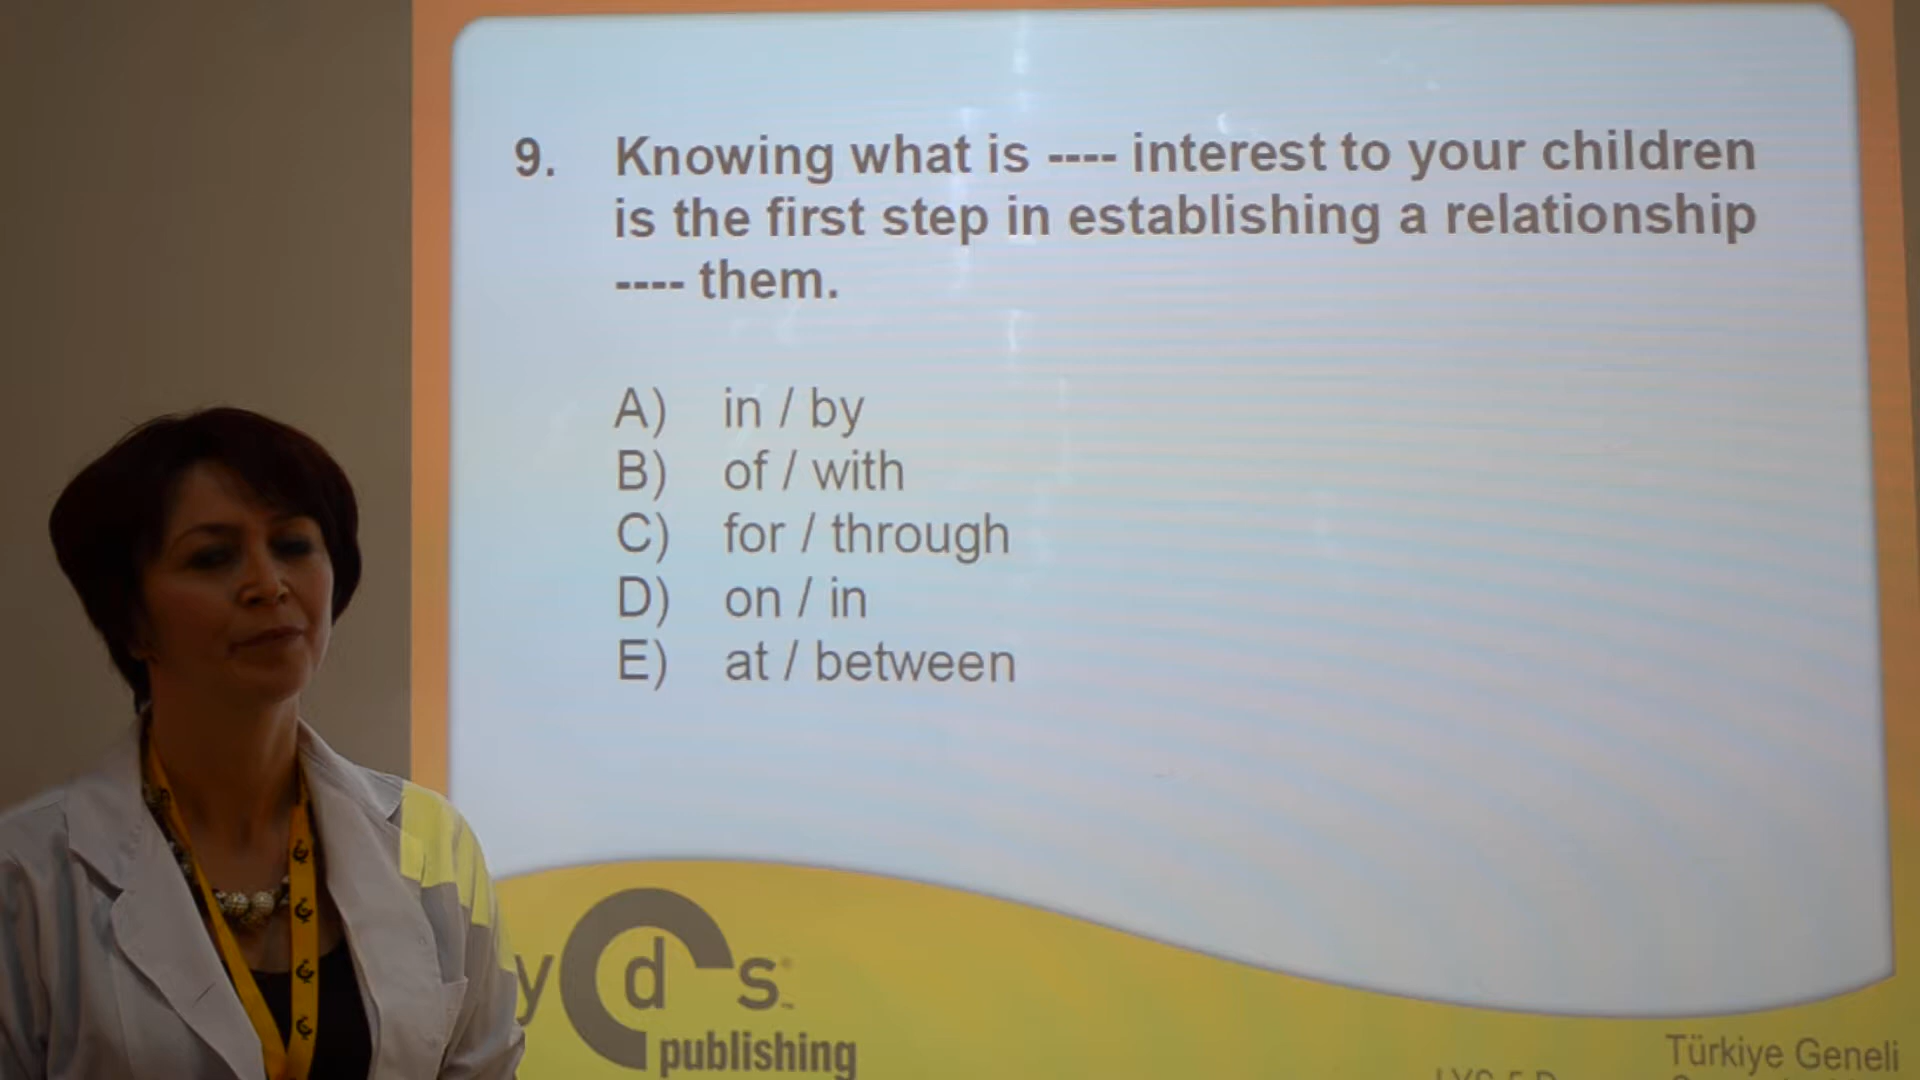 9. Knowing what is ---- interest to your children
is the first step in establishing a relationship
---- them.
A) in / by
B) of / with
C) for / through
D) on / in
E) at / between
yds
publishing
Türkiye Geneli